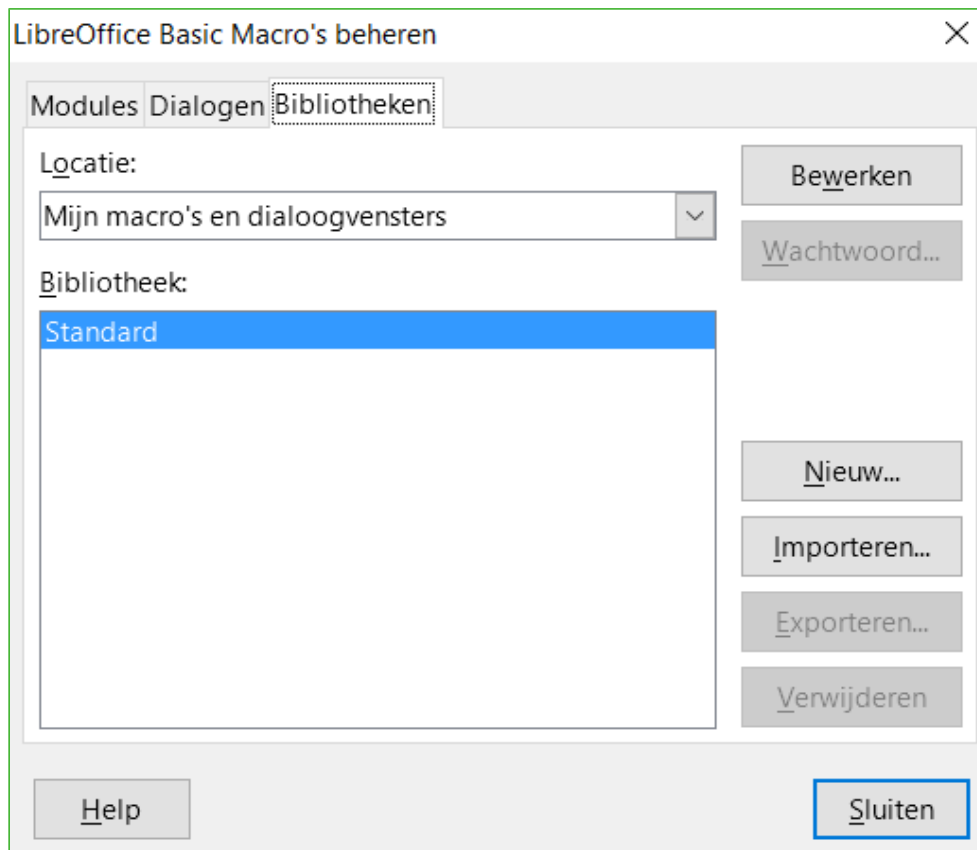 LibreOffice Basic Macro's beheren
Modules Dialogen Bibliotheken
Locatie:
Mijn macro's en dialoogvensters
Bibliotheek:
Standard
Bewerken
Wachtwoord...
Nieuw...
Importeren...
Exporteren...
Verwijderen
Help
Sluiten